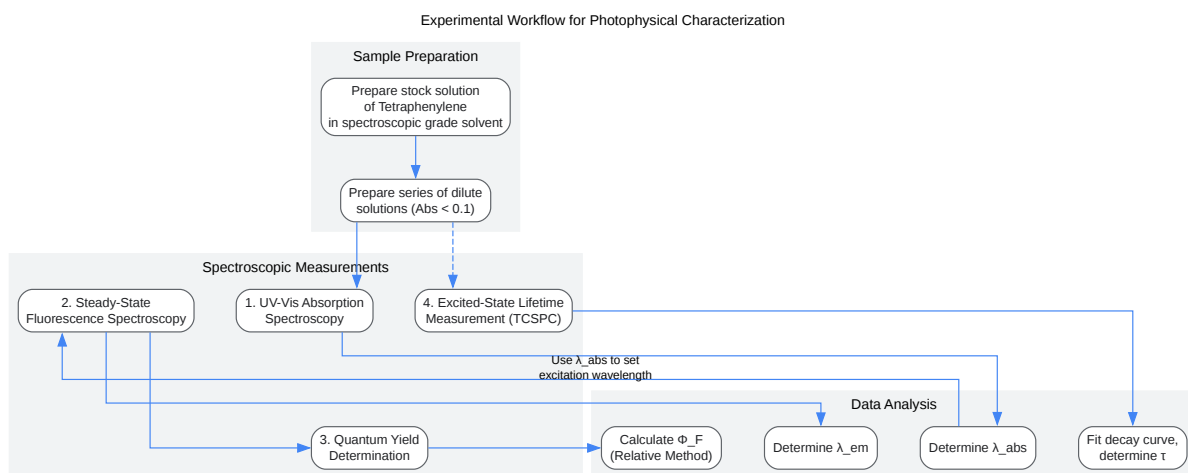 Experimental Workflow for Photophysical Characterization
Sample Preparation
Prepare stock solution
of Tetraphenylene
in spectroscopic grade solvent
Prepare series of dilute
solutions (Abs < 0.1)
Spectroscopic Measurements
2. Steady-State
Fluorescence Spectroscopy
1. UV-Vis Absorption
Spectroscopy
4. Excited-State Lifetime
Measurement (TCSPC)
Use λ_abs to set
excitation wavelength
Data Analysis
3. Quantum Yield
Determination
Calculate Φ_F
(Relative Method)
Determine λ_em
Determine λ_abs
Fit decay curve,
determine τ